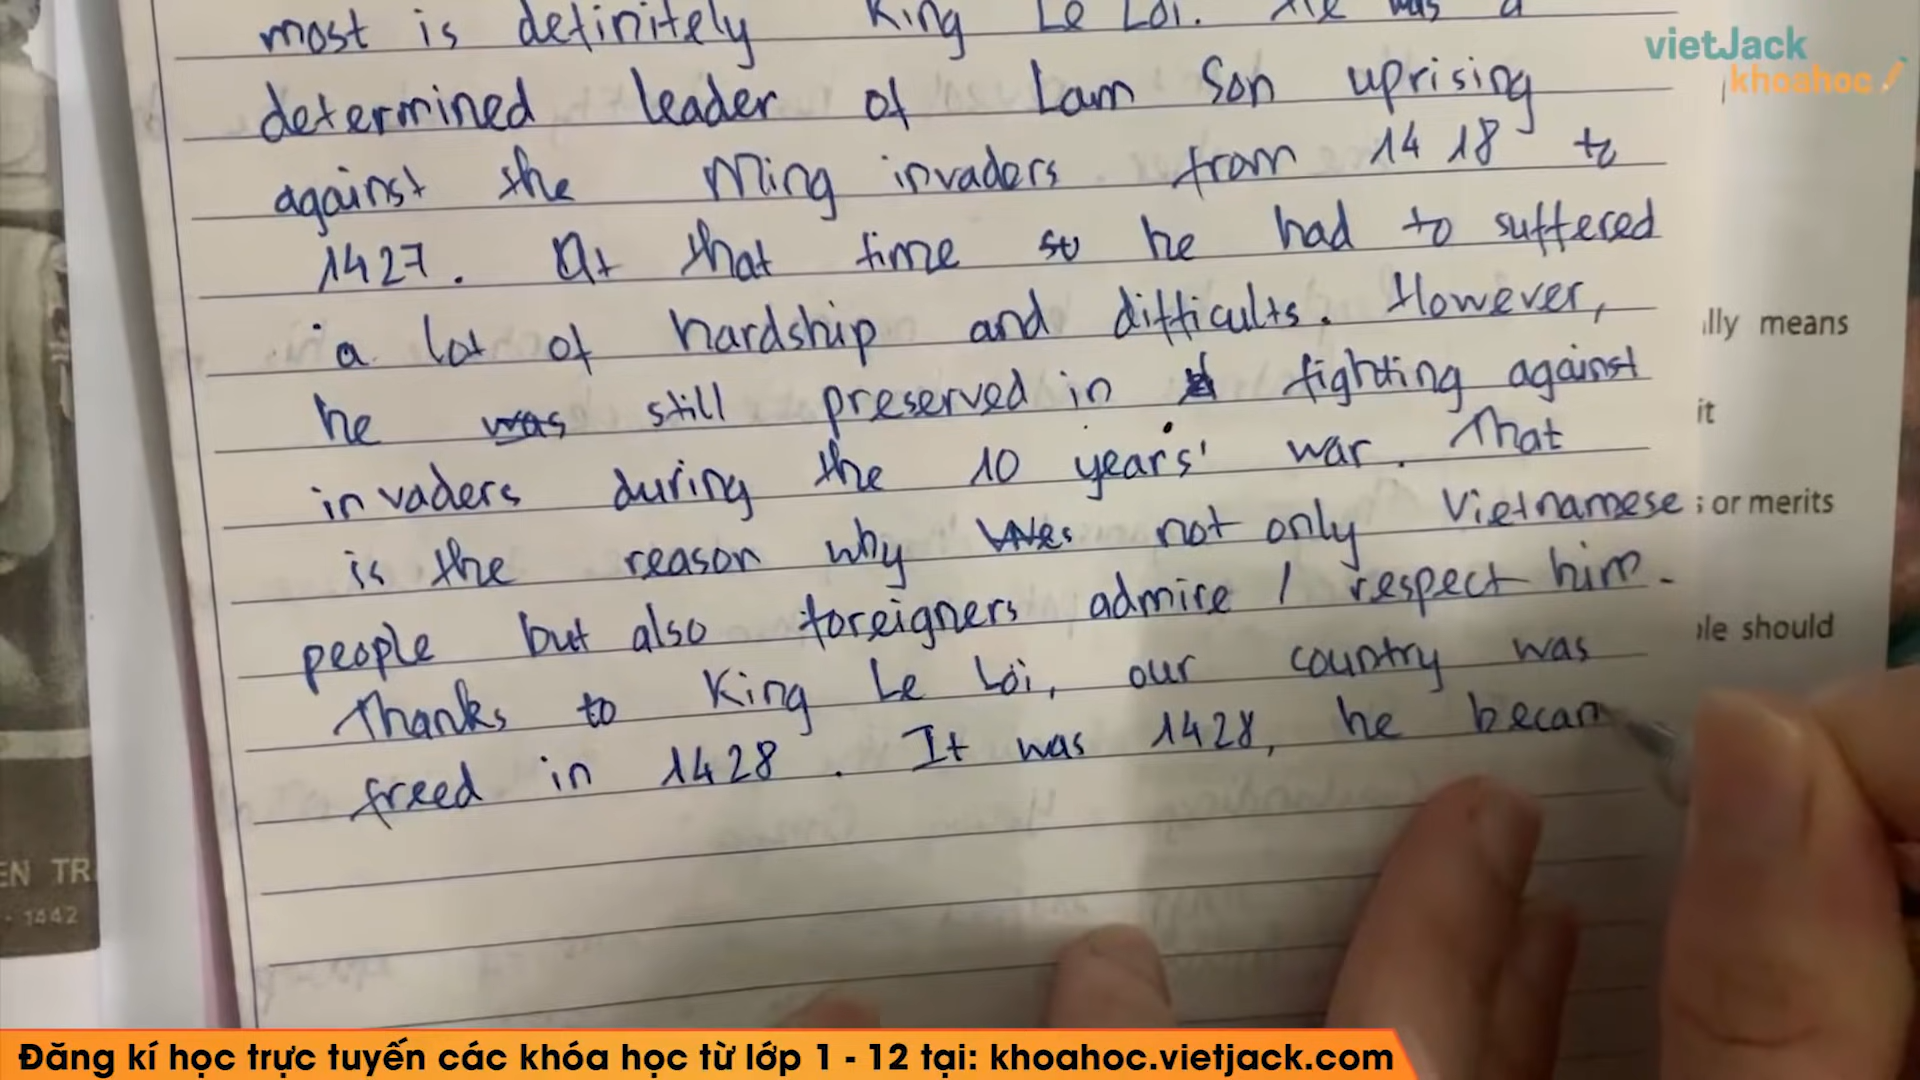 most is definitely King Le Loi. He was a
determined leader of Lam Son uprising
against the Ming invaders from 1418 to
1427. At that time so he had to suffered
a lot of hardship and difficults. However,
he was still preserved in fighting against
invaders during the 10 years' war. That
is the reason why not only Vietnamese
people but also foreigners admire / respect him.
Thanks to King Le Loi, our country was
freed in 1428. It was 1428, he becam
vietJack
khoahoc
lly means
it
s or merits
ple should
EN TR
- 1442
Đăng kí học trực tuyến các khóa học từ lớp 1 - 12 tại: khoahoc.vietjack.com